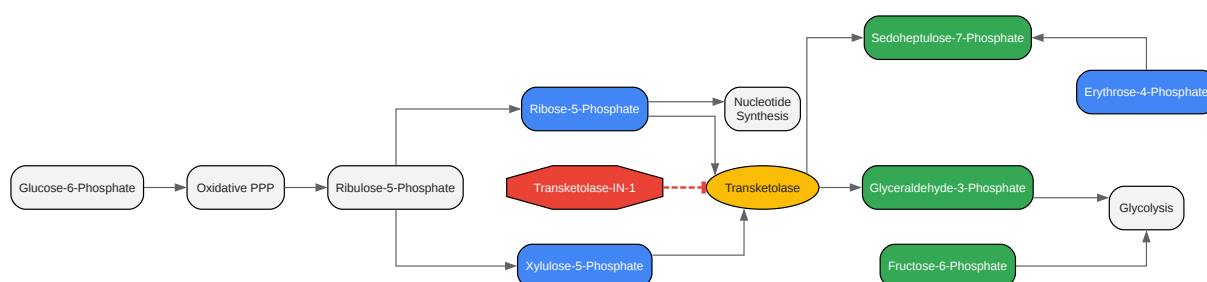 Sedoheptulose-7-Phosphate
Erythrose-4-Phosphate
Ribose-5-Phosphate
Nucleotide
Synthesis
Glucose-6-Phosphate
Oxidative PPP
Ribulose-5-Phosphate
Transketolase-IN-1
Transketolase
Glyceraldehyde-3-Phosphate
Glycolysis
Xylulose-5-Phosphate
Fructose-6-Phosphate